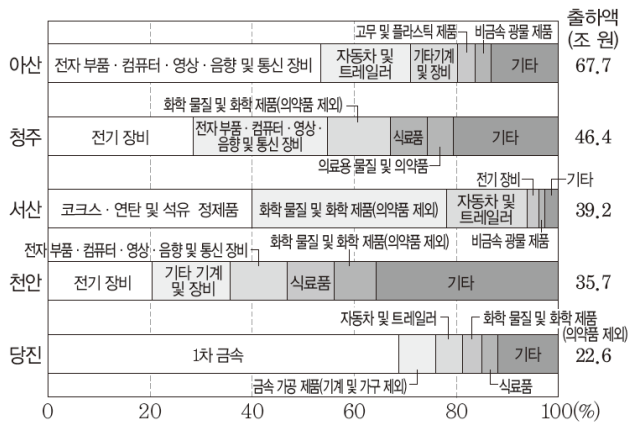 출하액
(조 원)
고무 및 플라스틱 제품
비금속 광물 제품
아산
전자 부품·컴퓨터·영상·음향 및 통신 장비
자동차 및
트레일러
기타기계
및 장비
기타
67.7
화학 물질 및 화학 제품(의약품 제외)
청주
전기 장비
전자 부품·컴퓨터·영상·
음향 및 통신 장비
식료품
기타
46.4
의료용 물질 및 의약품
전기 장비
기타
서산
코크스·연탄 및 석유 정제품
화학 물질 및 화학 제품(의약품 제외)
자동차 및
트레일러
39.2
비금속 광물 제품
전자 부품·컴퓨터·영상·음향 및 통신 장비
화학 물질 및 화학 제품(의약품 제외)
천안
전기 장비
기타 기계
및 장비
식료품
기타
35.7
자동차 및 트레일러
화학 물질 및 화학 제품
(의약품 제외)
당진
1차 금속
기타
22.6
금속 가공 제품(기계 및 가구 제외)
식료품
0 20 40 60 80 100(%)